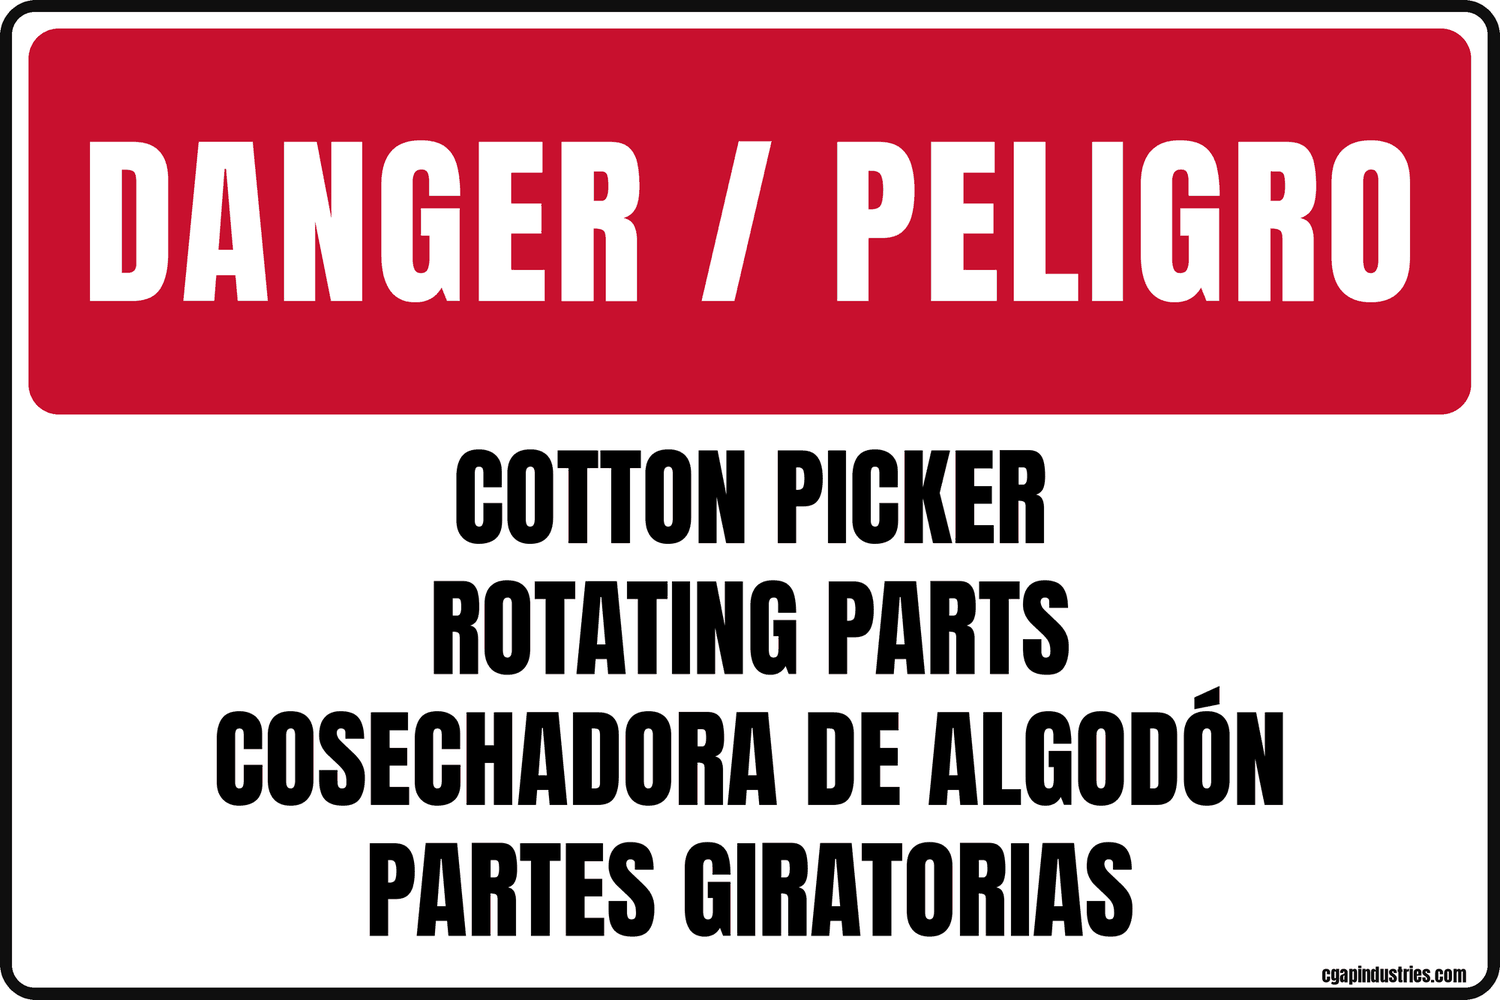 DANGER / PELIGRO
COTTON PICKER
ROTATING PARTS
COSECHADORA DE ALGODÓN
PARTES GIRATORIAS
cgapindustries.com